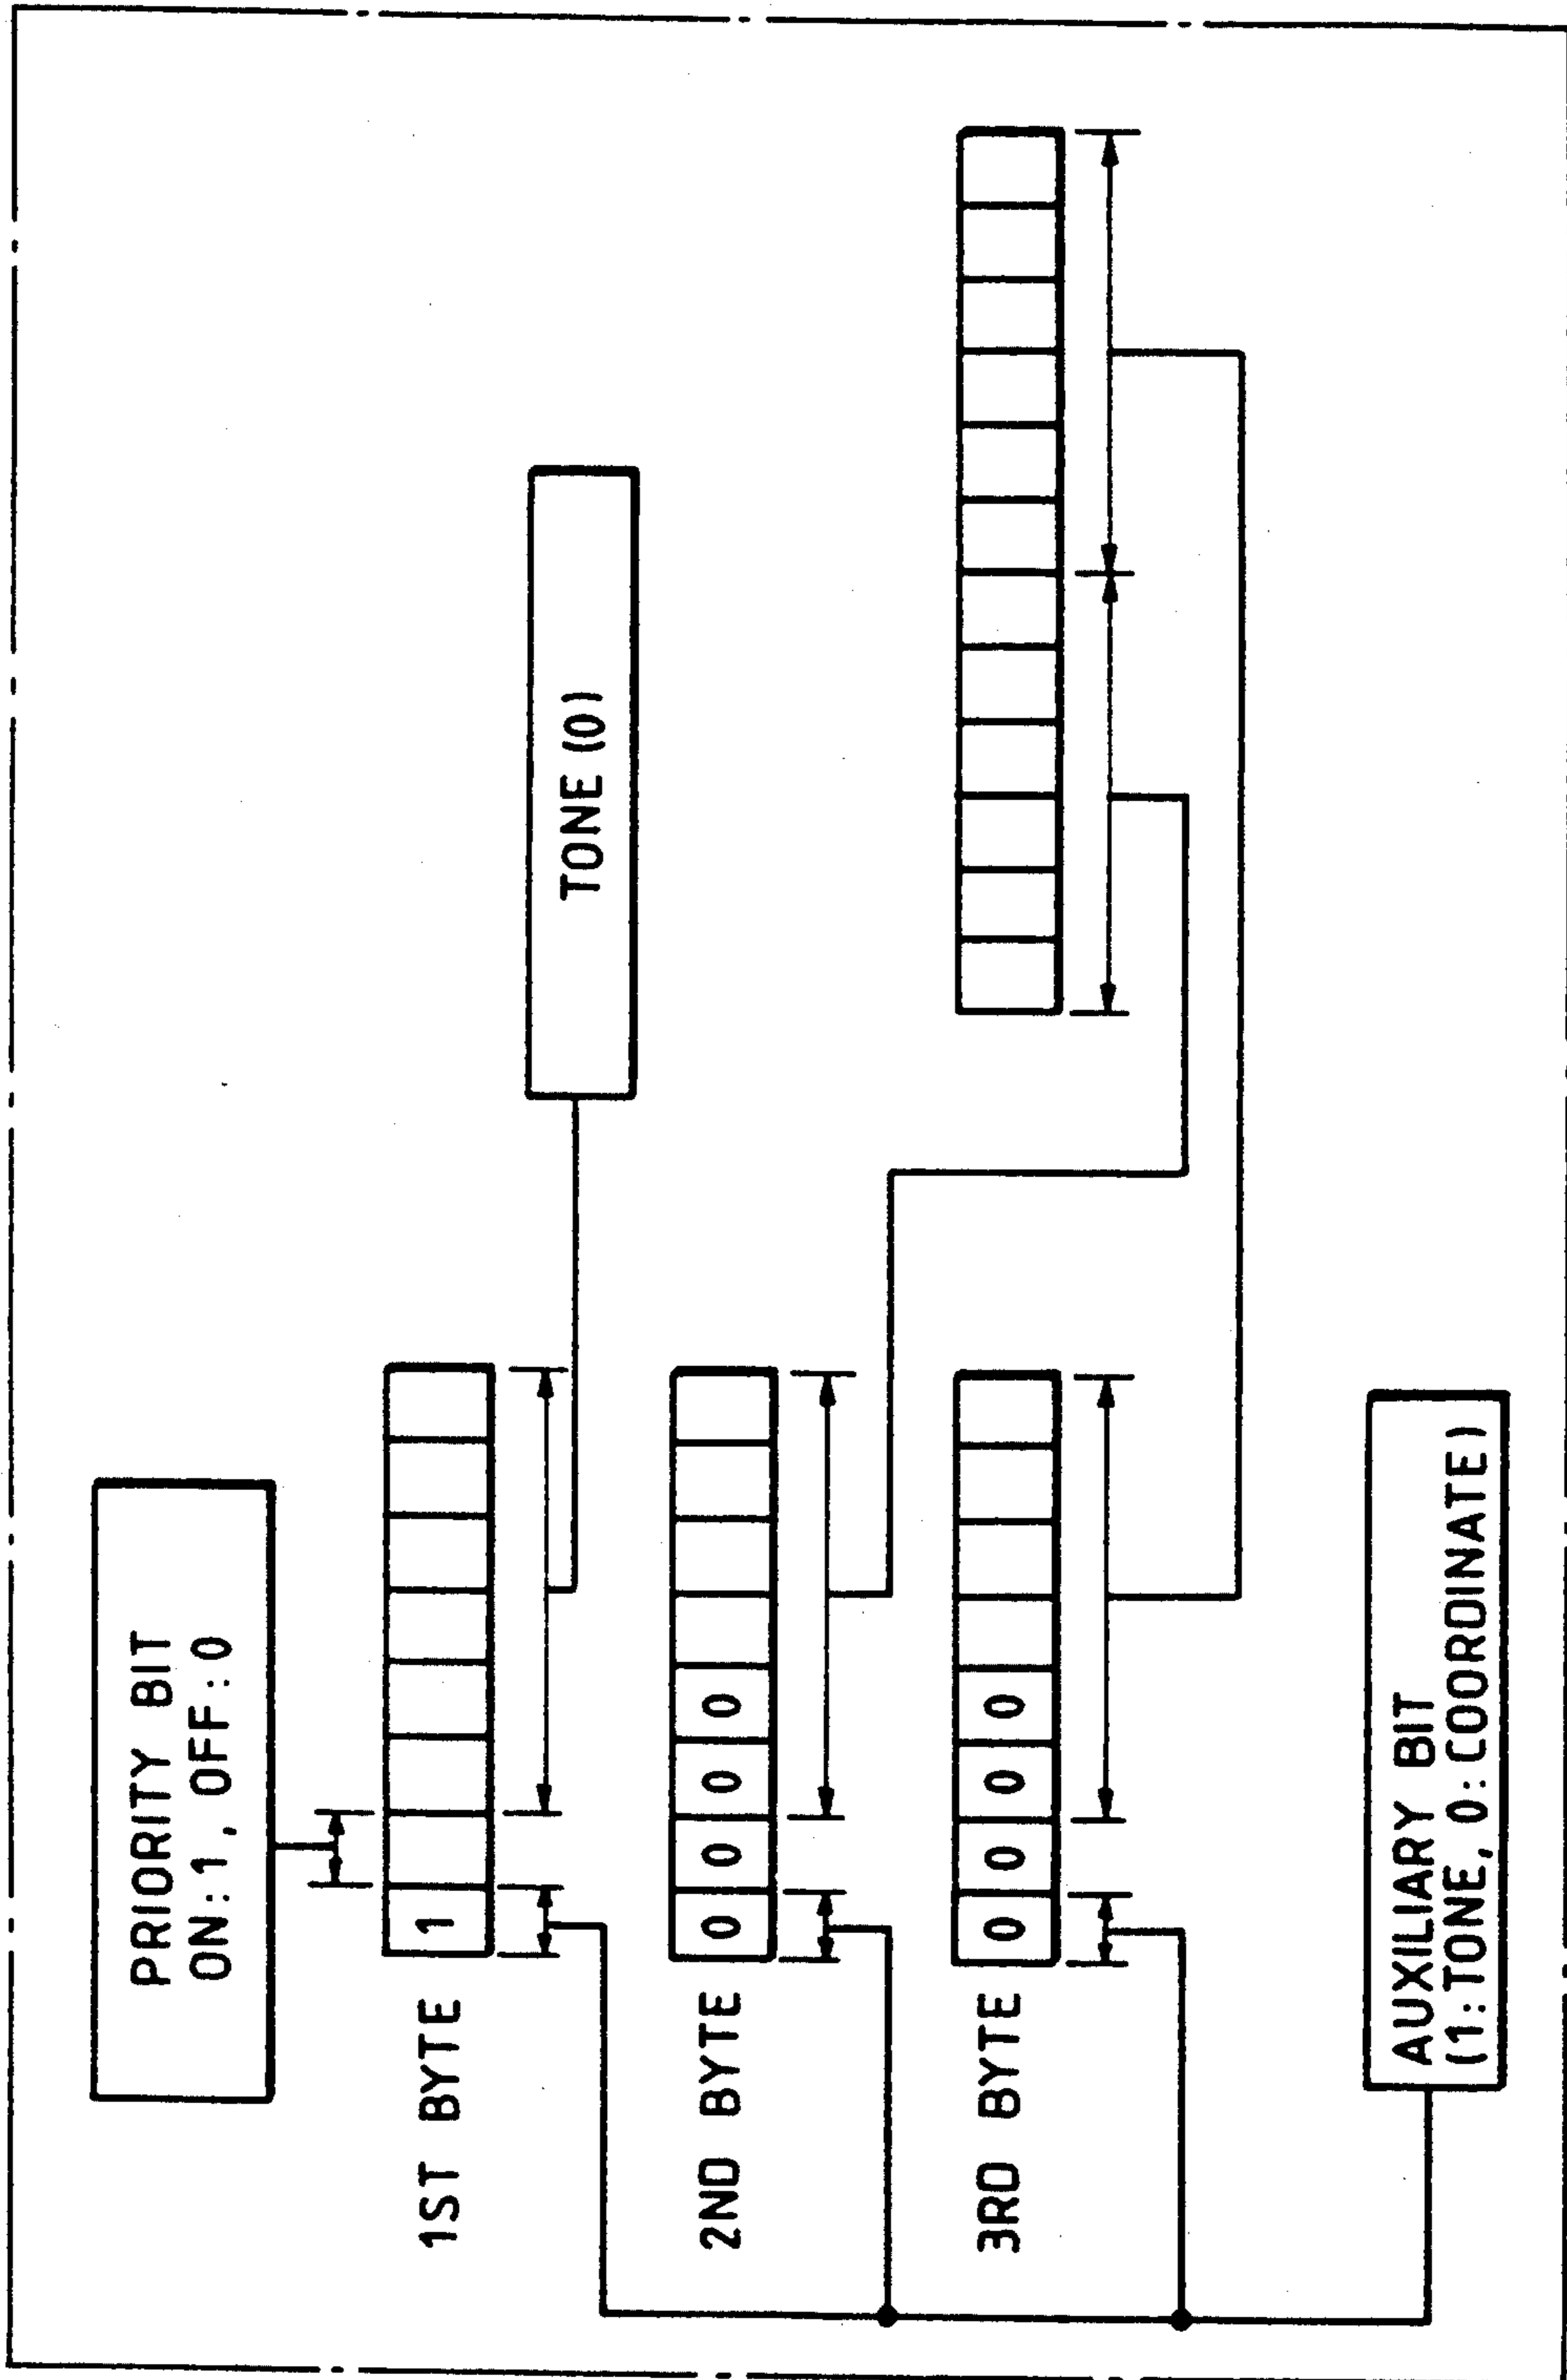 PRIORITY BIT
ON:1, OFF:0
1ST BYTE
1
TONE (0)
2ND BYTE
0 0 0 0
3RD BYTE
0 0 0 0
AUXILIARY BIT
(1:TONE, 0:COORDINATE)